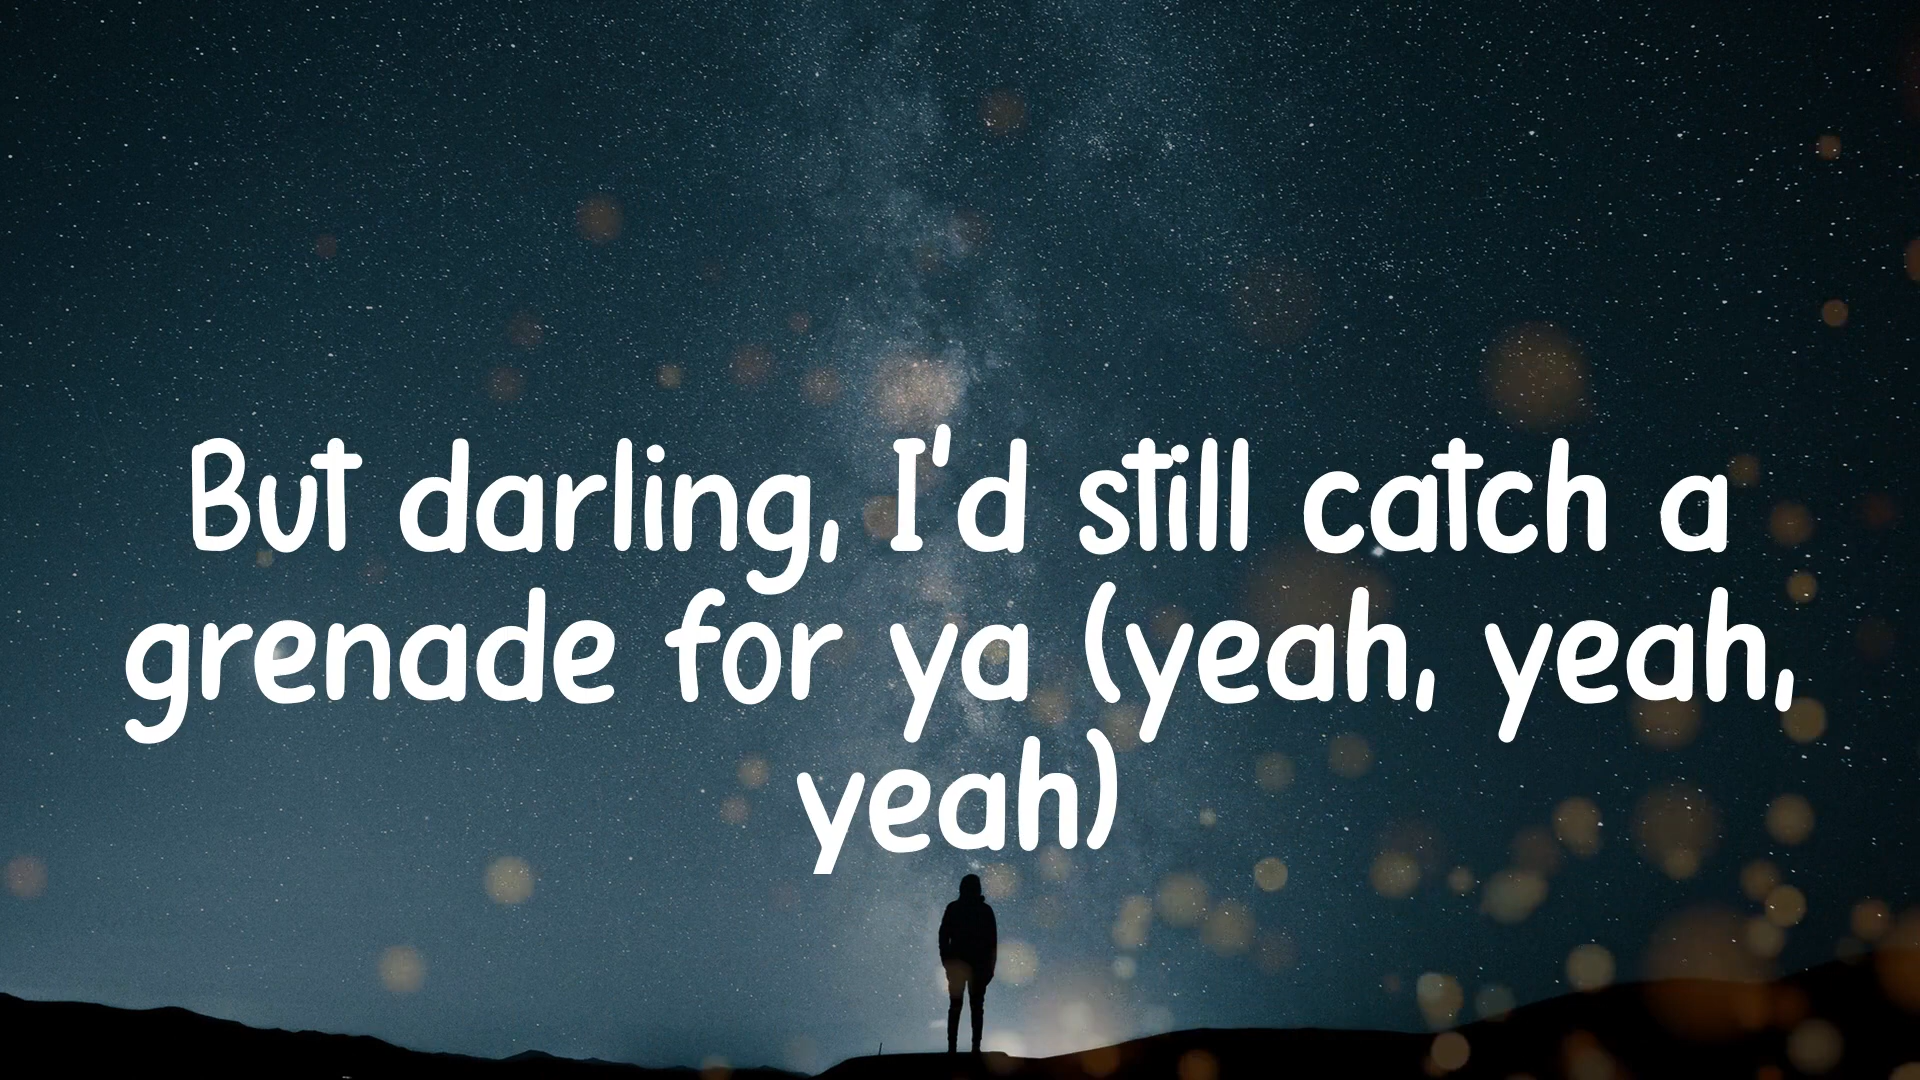 But darling, I'd still catch a
grenade for ya (yeah, yeah,
yeah)